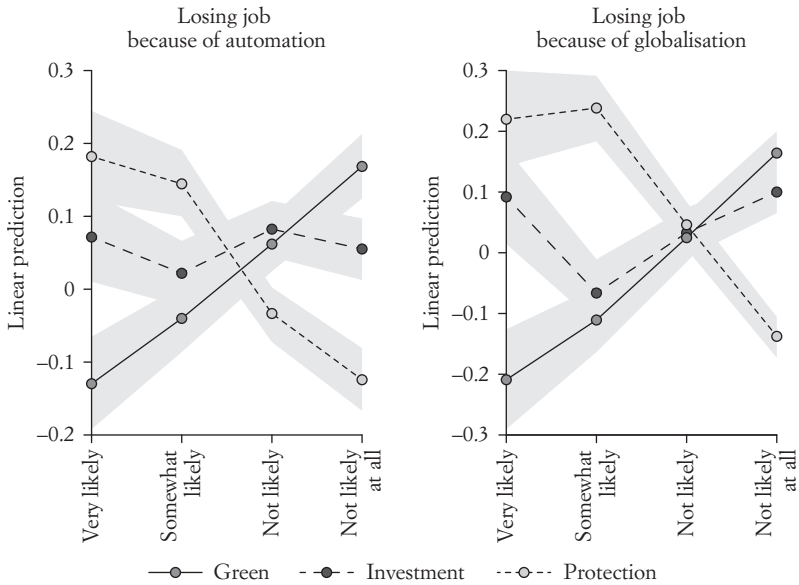 Losing job
because of automation
0.3
0.2
0.1
0
–0.1
–0.2
Linear prediction
Very likely
Somewhat
likely
Not likely
Not likely
at all
Losing job
because of globalisation
0.3
0.2
0.1
0
–0.1
–0.2
–0.3
Linear prediction
Very likely
Somewhat
likely
Not likely
Not likely
at all
Green
Investment
Protection